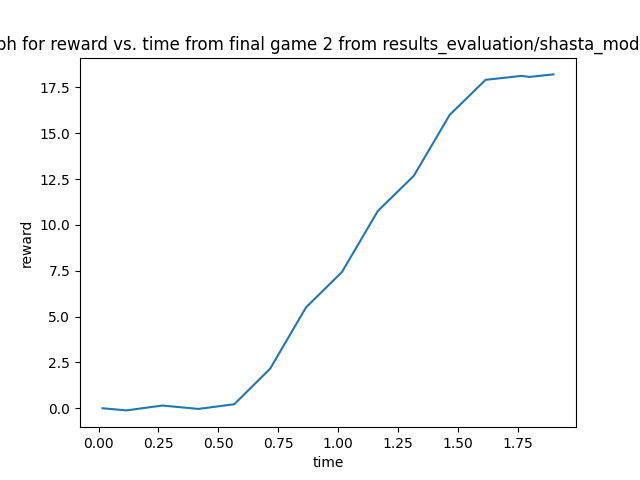 ph for reward vs. time from final game 2 from results_evaluation/shasta_mod
17.5
15.0
12.5
10.0
7.5
5.0
2.5
0.0
reward
0.00 0.25 0.50 0.75 1.00 1.25 1.50 1.75
time